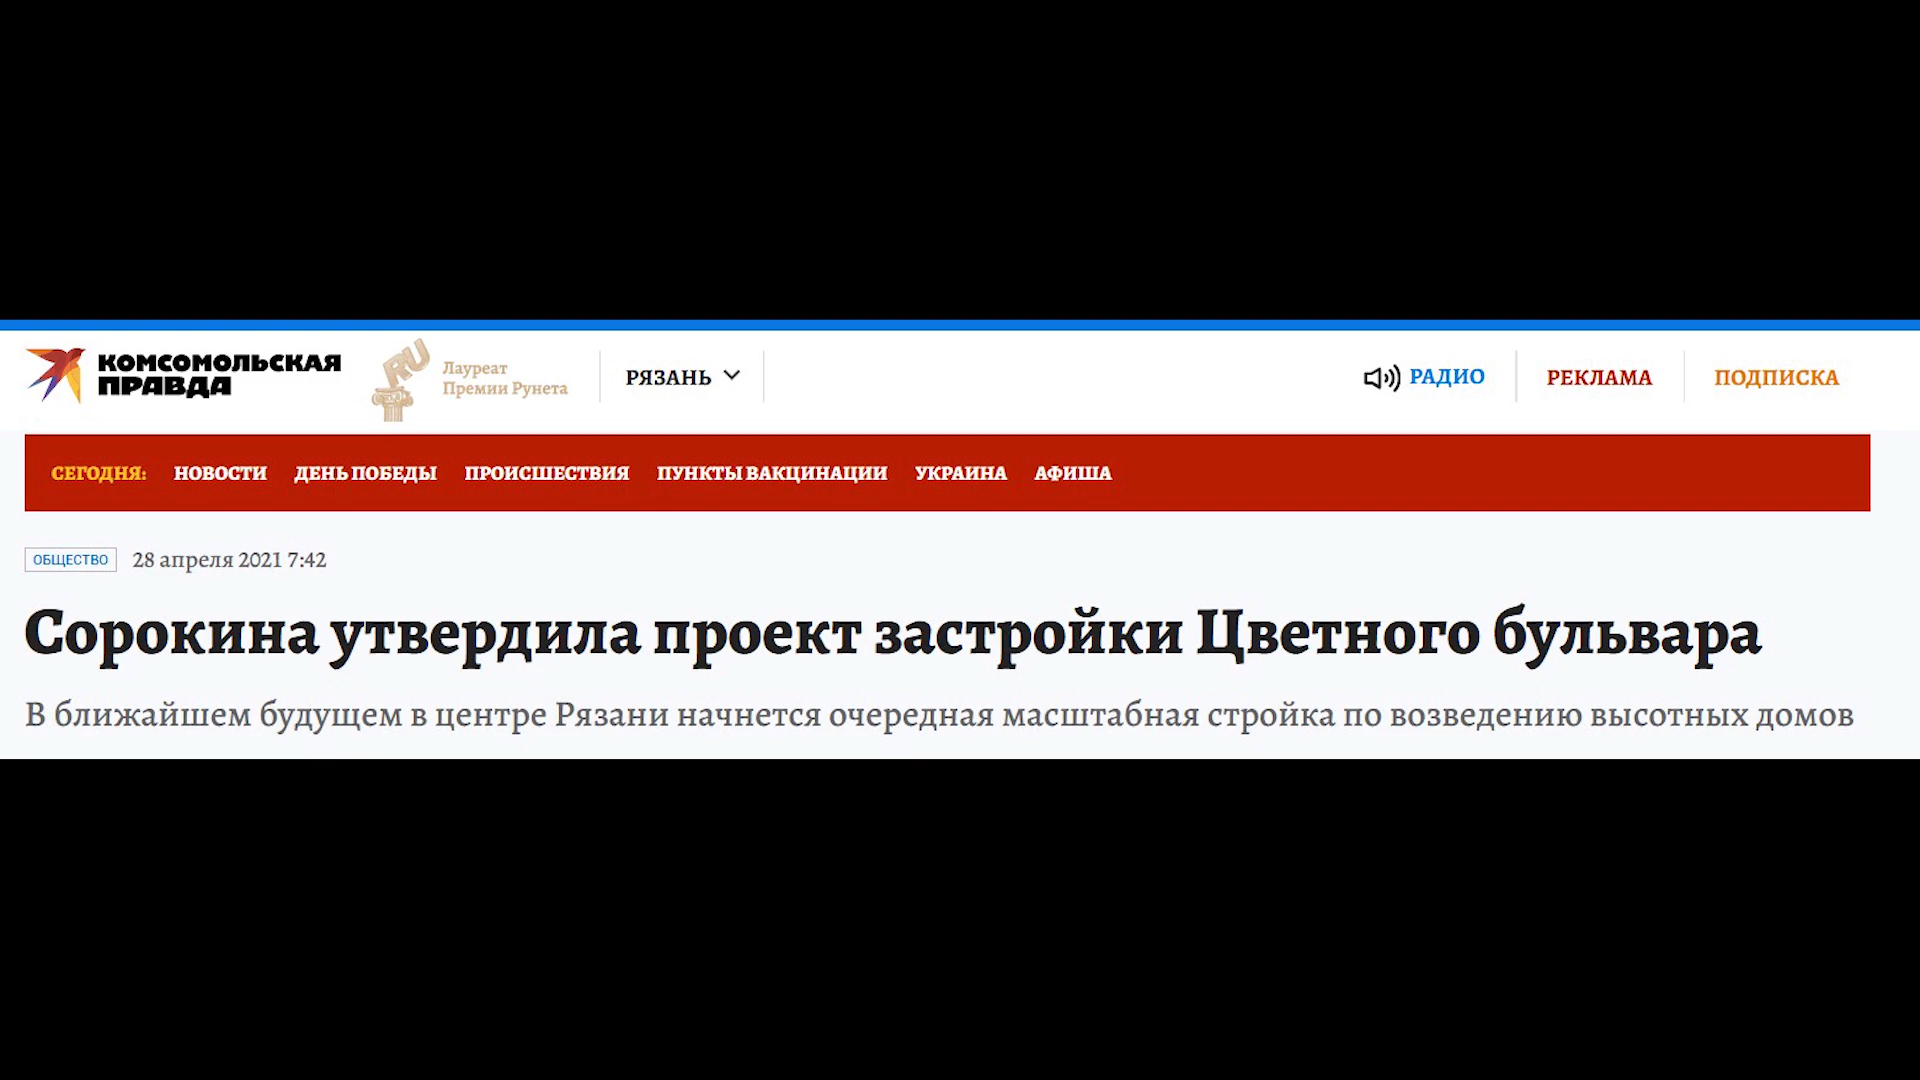 КОМСОМОЛЬСКАЯ
ПРАВДА
.RU
Лауреат
Премии Рунета
РЯЗАНЬ
РАДИО
РЕКЛАМА
ПОДПИСКА
СЕГОДНЯ: НОВОСТИ ДЕНЬ ПОБЕДЫ ПРОИСШЕСТВИЯ ПУНКТЫ ВАКЦИНАЦИИ УКРАИНА АФИША
ОБЩЕСТВО 28 апреля 2021 7:42
Сорокина утвердила проект застройки Цветного бульвара
В ближайшем будущем в центре Рязани начнется очередная масштабная стройка по возведению высотных домов